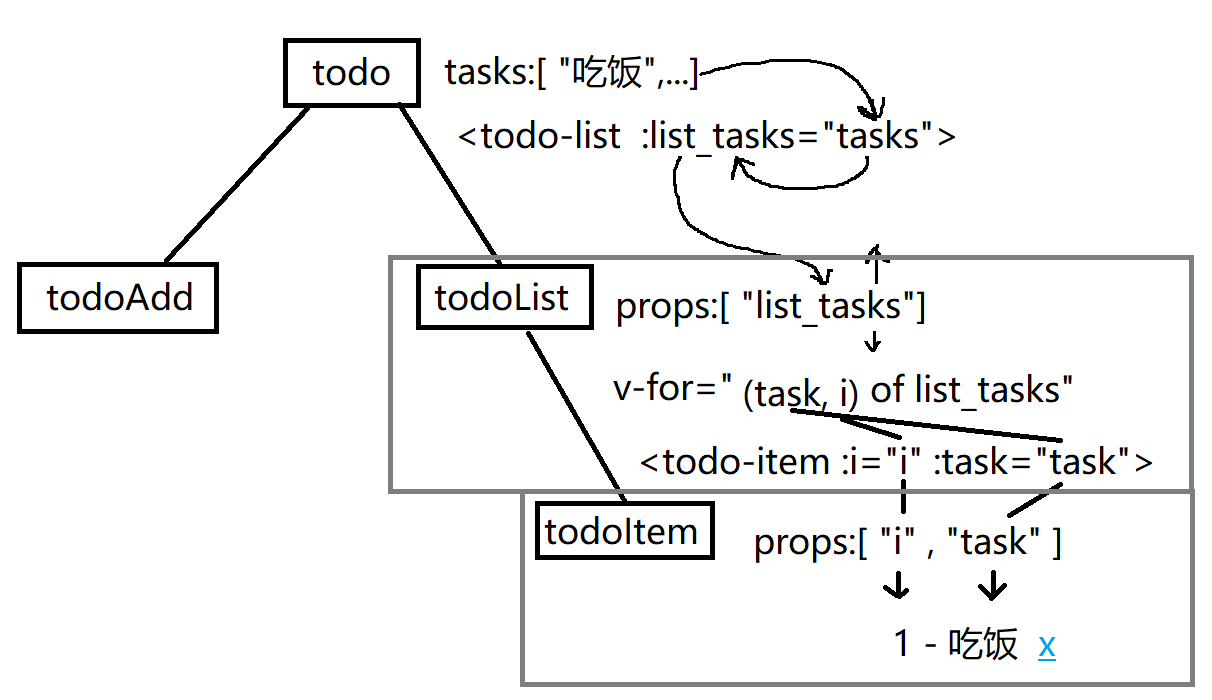 todo
tasks:[ "吃饭",...]
<todo-list :list_tasks="tasks">
todoAdd
todoList
props:[ "list_tasks"]
v-for=" (task, i) of list_tasks"
<todo-item :i="i" :task="task">
todoItem
props:[ "i" , "task" ]
1 - 吃饭 x